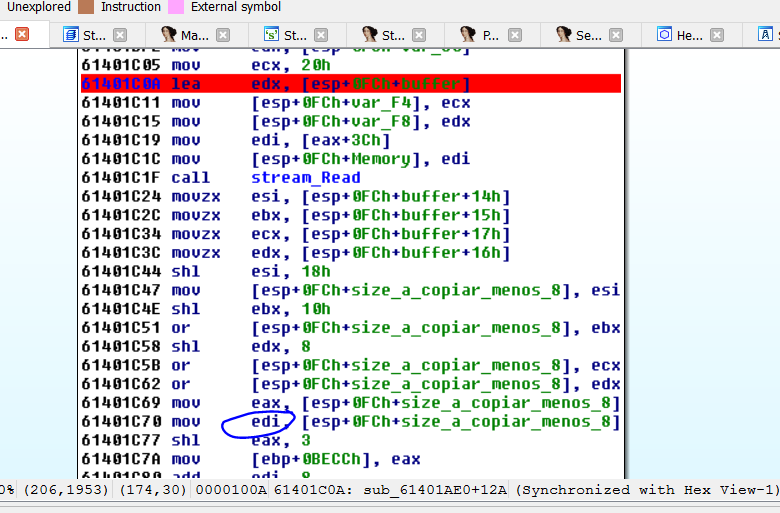 Unexplored Instruction External symbol
St... Ma... St... St... P... Se... He... St
61401C05 mov ecx, 20h
61401C0A lea edx, [esp+0FCh+buffer]
61401C11 mov [esp+0FCh+var_F4], ecx
61401C15 mov [esp+0FCh+var_F8], edx
61401C19 mov edi, [eax+3Ch]
61401C1C mov [esp+0FCh+Memory], edi
61401C1F call stream_Read
61401C24 movzx esi, [esp+0FCh+buffer+14h]
61401C2C movzx ebx, [esp+0FCh+buffer+15h]
61401C34 movzx ecx, [esp+0FCh+buffer+17h]
61401C3C movzx edx, [esp+0FCh+buffer+16h]
61401C44 shl esi, 18h
61401C47 mov [esp+0FCh+size_a_copiar_menos_8], esi
61401C4E shl ebx, 10h
61401C51 or [esp+0FCh+size_a_copiar_menos_8], ebx
61401C58 shl edx, 8
61401C5B or [esp+0FCh+size_a_copiar_menos_8], ecx
61401C62 or [esp+0FCh+size_a_copiar_menos_8], edx
61401C69 mov eax, [esp+0FCh+size_a_copiar_menos_8]
61401C70 mov edi, [esp+0FCh+size_a_copiar_menos_8]
61401C77 shl eax, 3
61401C7A mov [ebp+0BECCh], eax
61401C80 add edi, 8
0% (206,1953) (174,30) 0000100A 61401C0A: sub_61401AE0+12A (Synchronized with Hex View-1)